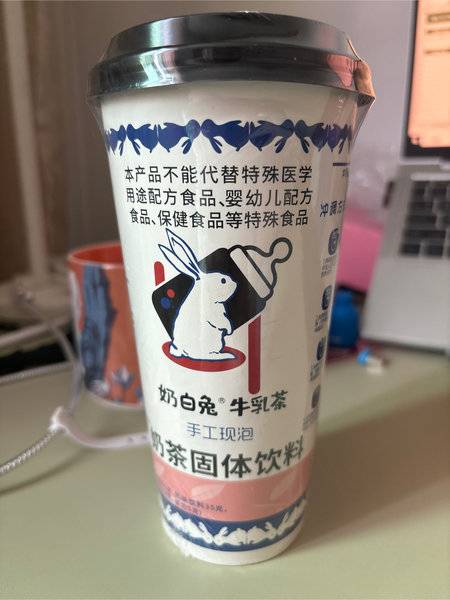 本产品不能代替特殊医学
用途配方食品、婴幼儿配方
食品、保健食品等特殊食品
奶白兔® 牛乳茶
手工现泡
奶茶固体饮料
冲调方